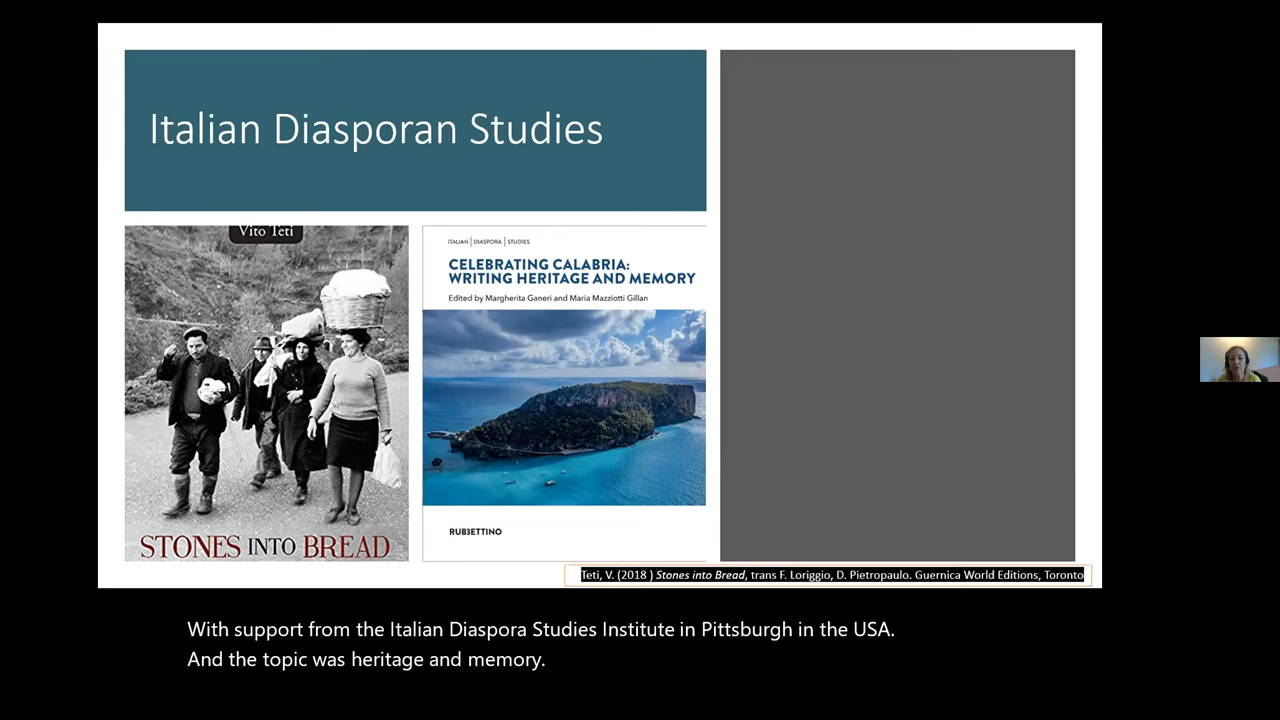 Italian Diasporan Studies
Vito Teti
STONES INTO BREAD
ITALIAN | DIASPORA | STUDIES
CELEBRATING CALABRIA:
WRITING HERITAGE AND MEMORY
Edited by Margherita Ganeri and Maria Mazziotti Gillan
RUBBETTINO
Teti, V. (2018 ) Stones into Bread, trans F. Loriggio, D. Pietropaulo. Guernica World Editions, Toronto
With support from the Italian Diaspora Studies Institute in Pittsburgh in the USA.
And the topic was heritage and memory.